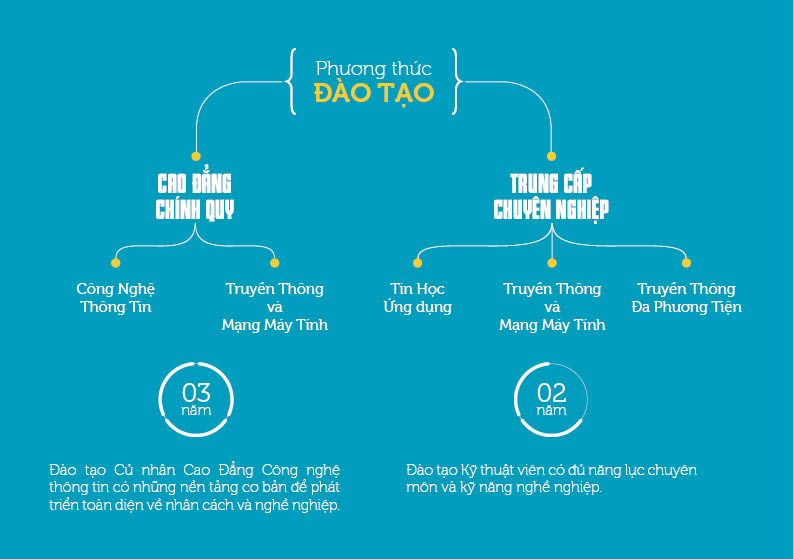 Phương thức
ĐÀO TẠO
CAO ĐẲNG
CHÍNH QUY
TRUNG CẤP
CHUYÊN NGHIỆP
Công Nghệ
Thông Tin
Truyền Thông
và
Mạng Máy Tính
Tin Học
Ứng dụng
Truyền Thông
và
Mạng Máy Tính
Truyền Thông
Đa Phương Tiện
03
năm
02
năm
Đào tạo Củ nhân Cao Đẳng Công nghệ
thông tin có những nền tảng cơ bản để phát
triển toàn diện về nhân cách và nghề nghiệp.
Đào tạo Kỹ thuật viên có đủ năng lực chuyên
môn và kỹ năng nghề nghiệp.